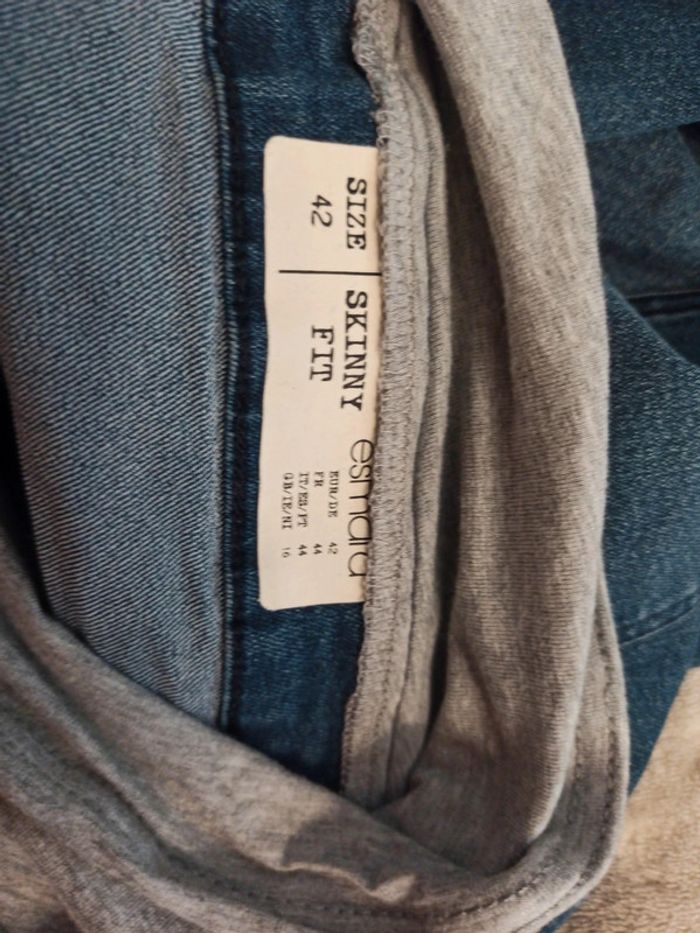 SIZE
42
SKINNY
FIT
esmara
EUR/DE 42
FR 44
IT/ES/PT 44
GB/IE/NI 16